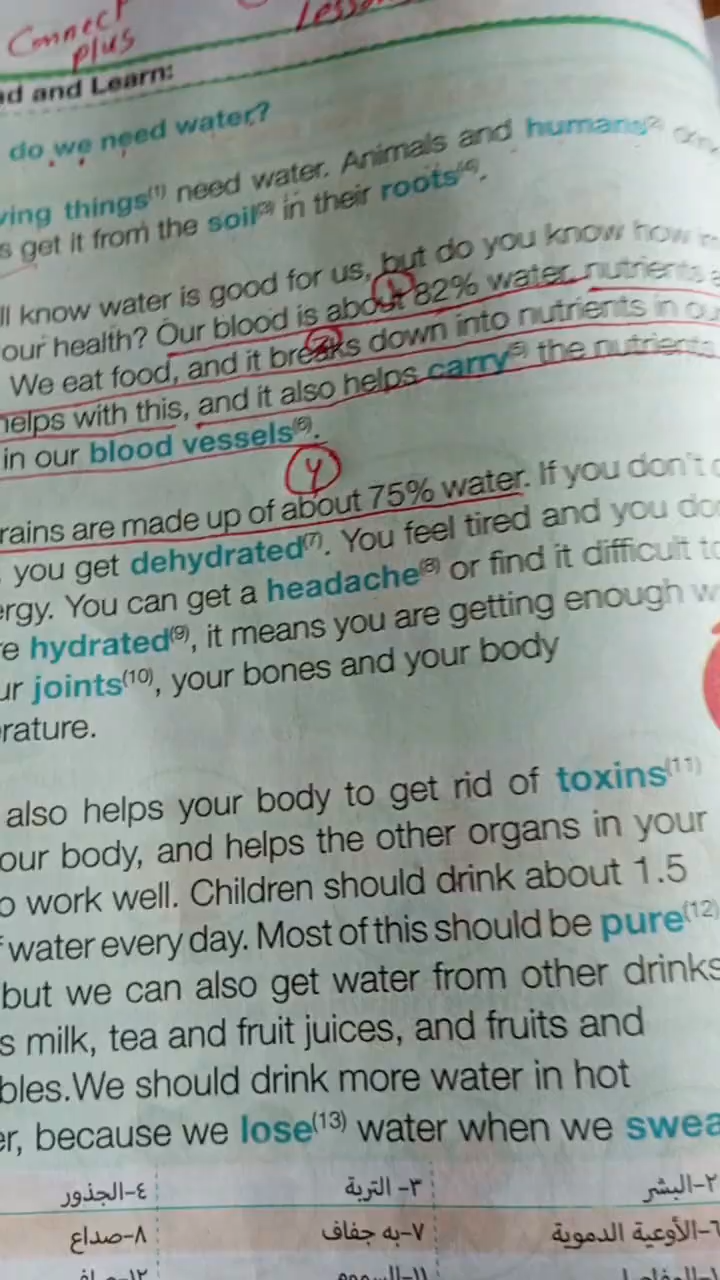 Connect
plus
Lesson
ad and Learn:
do we need water?
ving things(1) need water. Animals and humans(2)
s get it from the soil(3) in their roots(4).
ll know water is good for us, but do you know how
our health? Our blood is about 82% water, nutrients a
1
We eat food, and it breaks down into nutrients in ou
2
helps with this, and it also helps carry(5) the nutrients
in our blood vessels(6).
rains are made up of about 75% water. If you don't
you get dehydrated(7). You feel tired and you do
ergy. You can get a headache(8) or find it difficult to
e hydrated(9), it means you are getting enough w
ur joints(10), your bones and your body
rature.
also helps your body to get rid of toxins(11)
our body, and helps the other organs in your
o work well. Children should drink about 1.5
f water every day. Most of this should be pure(12)
but we can also get water from other drinks
s milk, tea and fruit juices, and fruits and
bles.We should drink more water in hot
er, because we lose(13) water when we swea
٢-البشر
٣- التربة
٤-الجذور
٦-الأوعية الدموية
٧-به جفاف
٨-صداع